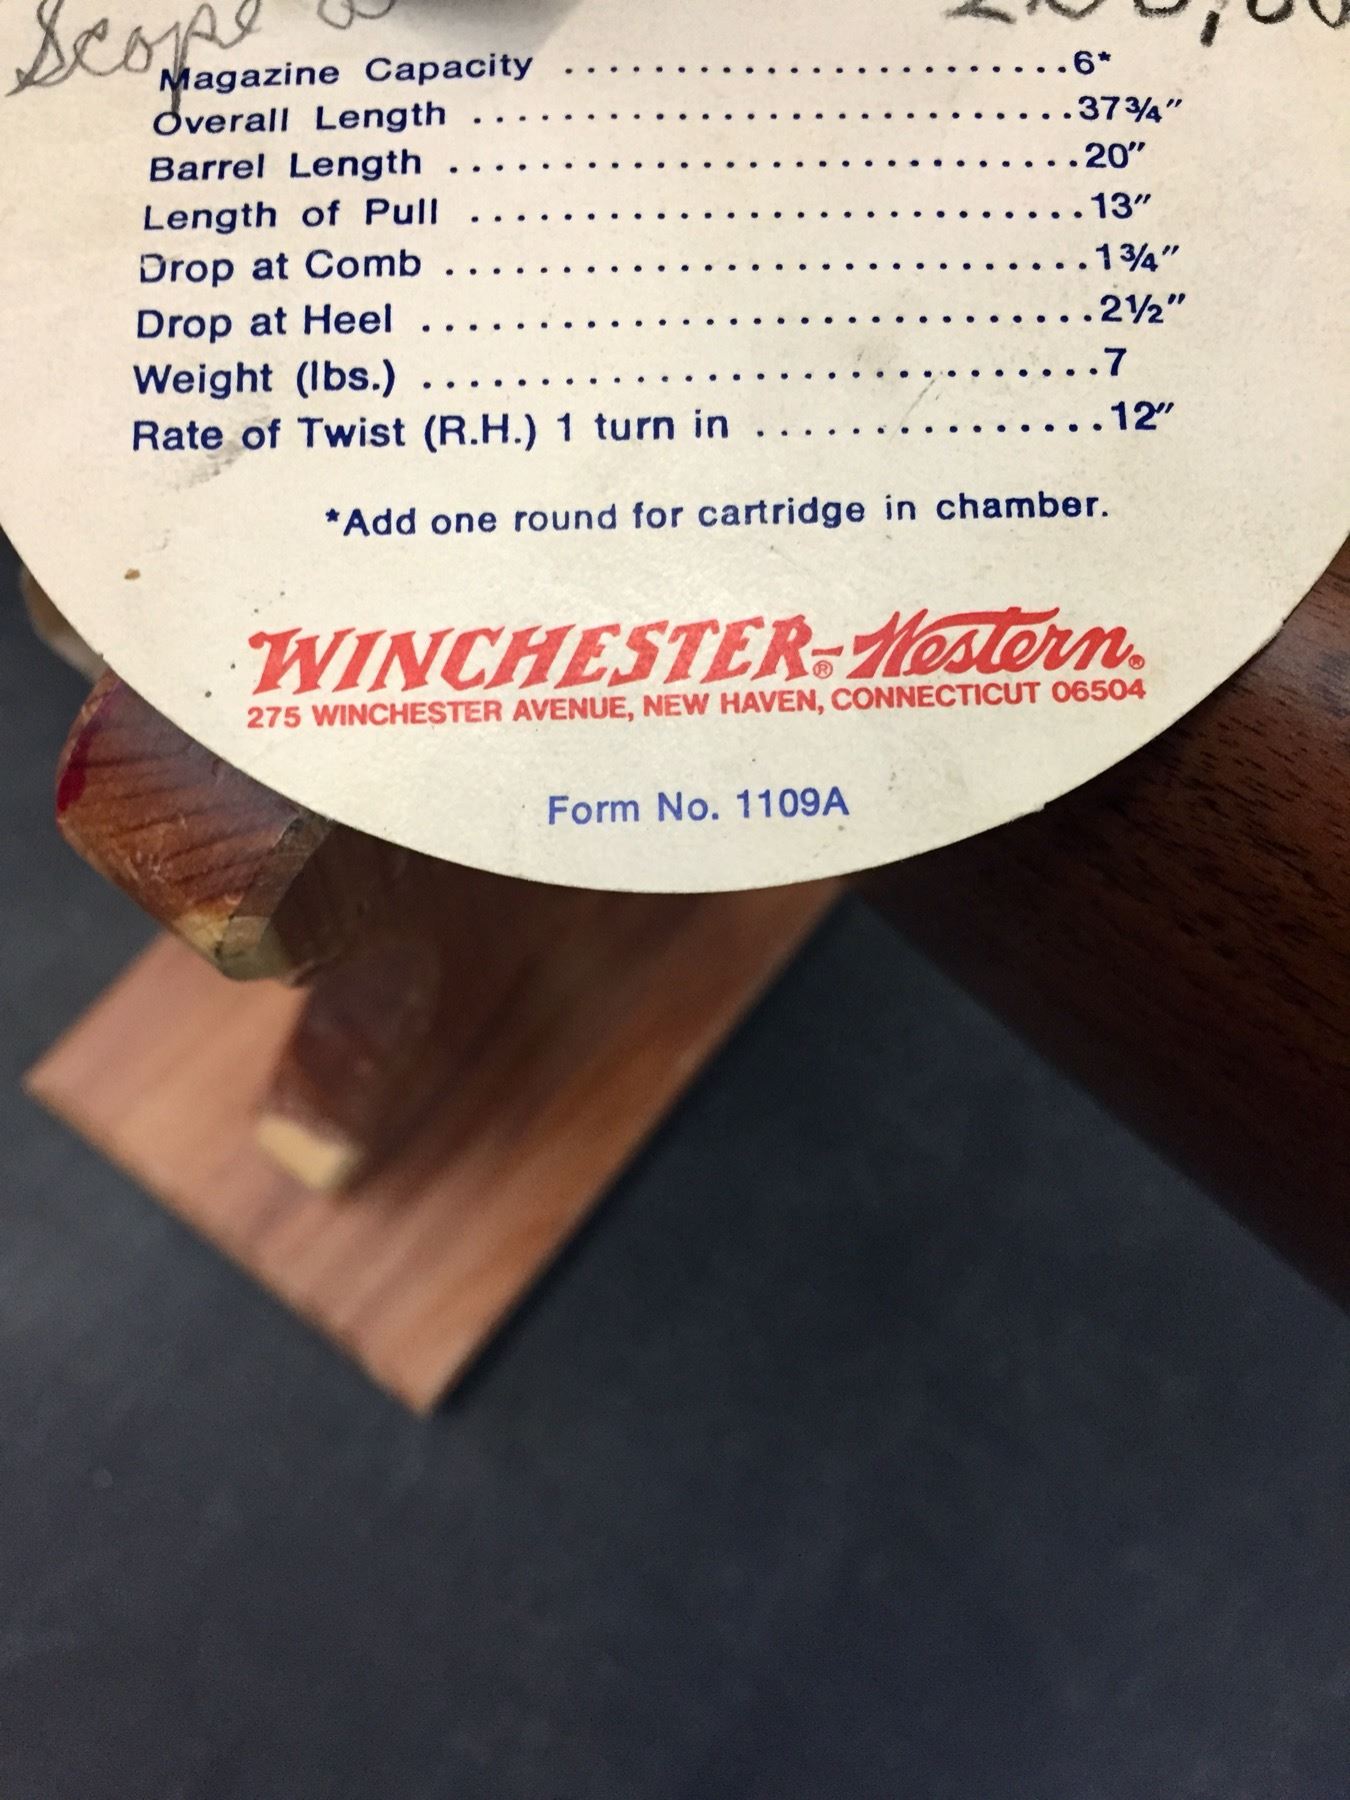 Scope
Magazine Capacity ........................6*
Overall Length .............................37¾″
Barrel Length ..............................20″
Length of Pull .............................13″
Drop at Comb ..............................1¾″
Drop at Heel ...............................2½″
Weight (lbs.) ...............................7
Rate of Twist (R.H.) 1 turn in ................12″
*Add one round for cartridge in chamber.
WINCHESTER®-Western®
275 WINCHESTER AVENUE, NEW HAVEN, CONNECTICUT 06504
Form No. 1109A